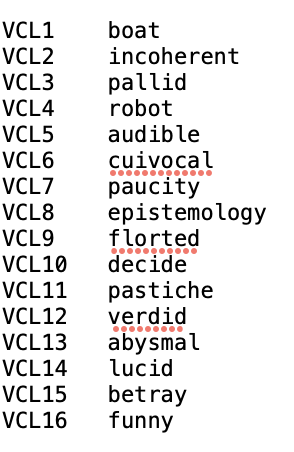 VCL1 boat
VCL2 incoherent
VCL3 pallid
VCL4 robot
VCL5 audible
VCL6 cuivocal
VCL7 paucity
VCL8 epistemology
VCL9 florted
VCL10 decide
VCL11 pastiche
VCL12 verdid
VCL13 abysmal
VCL14 lucid
VCL15 betray
VCL16 funny